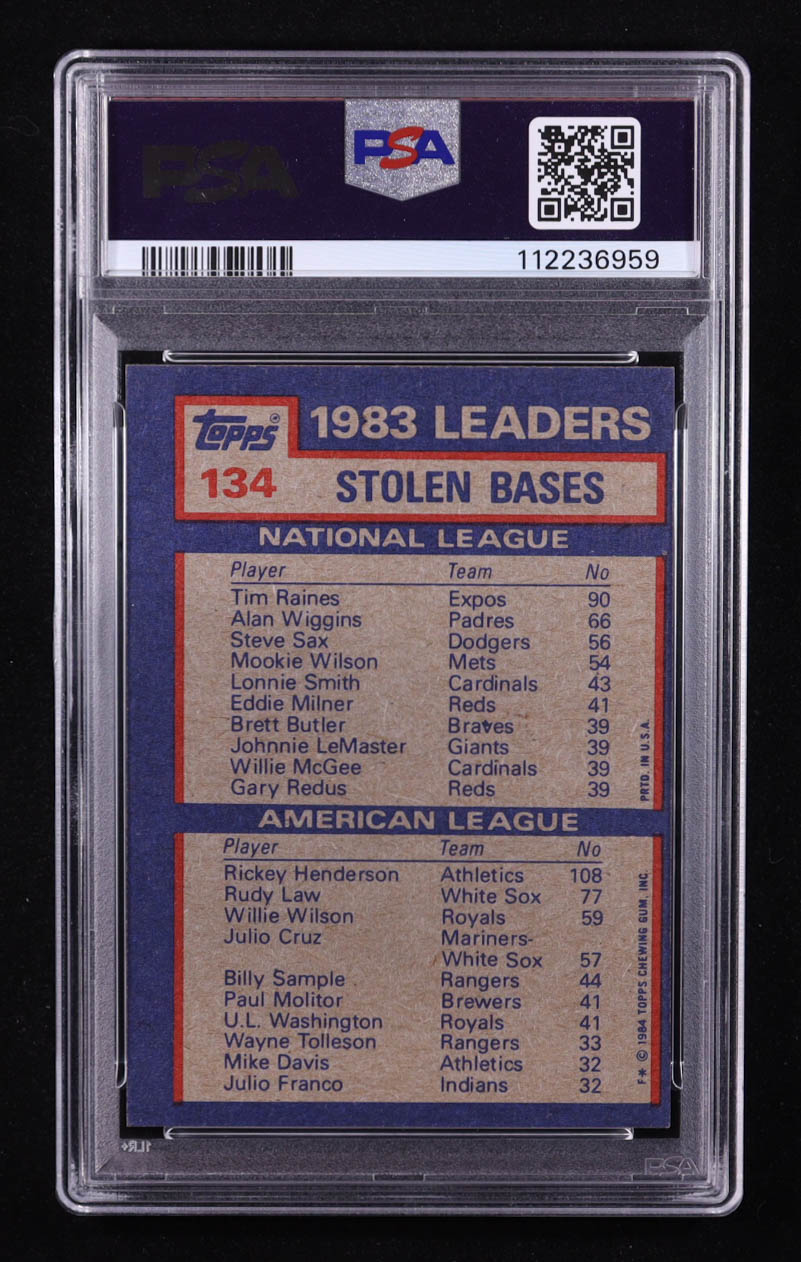 PSA
PSA
112236959
topps
1983 LEADERS
134
STOLEN BASES
NATIONAL LEAGUE
Player Team No
Tim Raines Expos 90
Alan Wiggins Padres 66
Steve Sax Dodgers 56
Mookie Wilson Mets 54
Lonnie Smith Cardinals 43
Eddie Milner Reds 41
Brett Butler Braves 39
Johnnie LeMaster Giants 39
Willie McGee Cardinals 39
Gary Redus Reds 39
PRTD. IN U.S.A.
AMERICAN LEAGUE
Player Team No
Rickey Henderson Athletics 108
Rudy Law White Sox 77
Willie Wilson Royals 59
Julio Cruz Mariners-
White Sox 57
Billy Sample Rangers 44
Paul Molitor Brewers 41
U.L. Washington Royals 41
Wayne Tolleson Rangers 33
Mike Davis Athletics 32
Julio Franco Indians 32
F* © 1984 TOPPS CHEWING GUM, INC.
1LR+
PSA